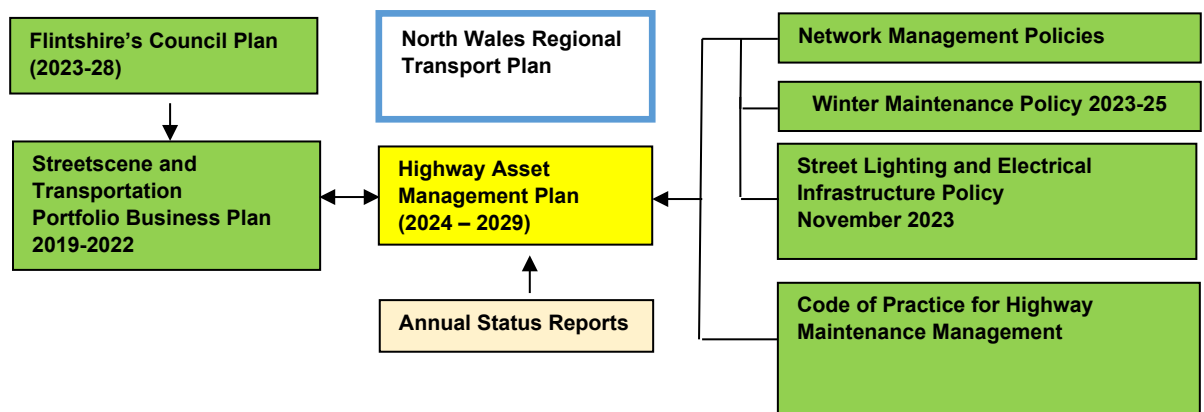 Flintshire's Council Plan
(2023-28)
North Wales Regional
Transport Plan
Network Management Policies
Winter Maintenance Policy 2023-25
Streetscene and
Transportation
Portfolio Business Plan
2019-2022
Highway Asset
Management Plan
(2024 – 2029)
Street Lighting and Electrical
Infrastructure Policy
November 2023
Annual Status Reports
Code of Practice for Highway
Maintenance Management